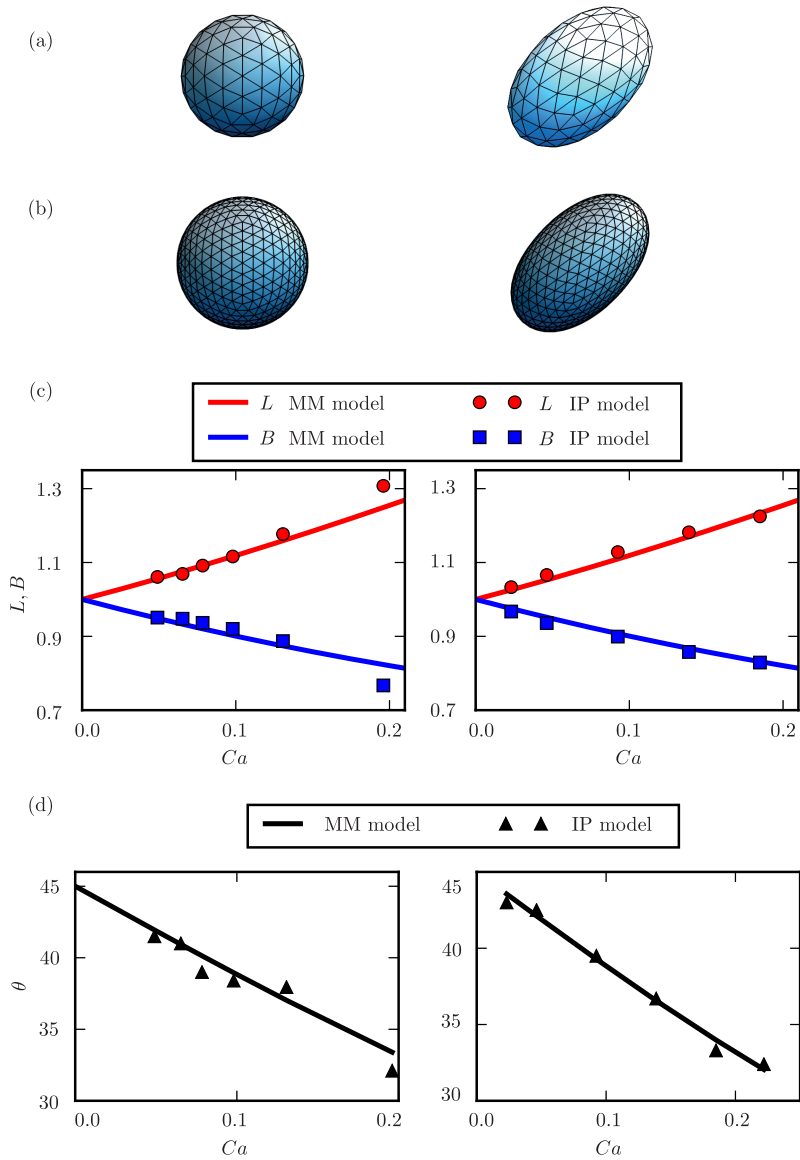 (a)
(b)
(c)
L MM model L IP model
B MM model B IP model
1.3 1.3
1.1 1.1
L, B
0.9 0.9
0.7 0.7
0.0 0.1 0.2 0.0 0.1 0.2
Ca Ca
(d)
MM model IP model
45 45
40 40
θ
35 35
30 30
0.0 0.1 0.2 0.0 0.1 0.2
Ca Ca